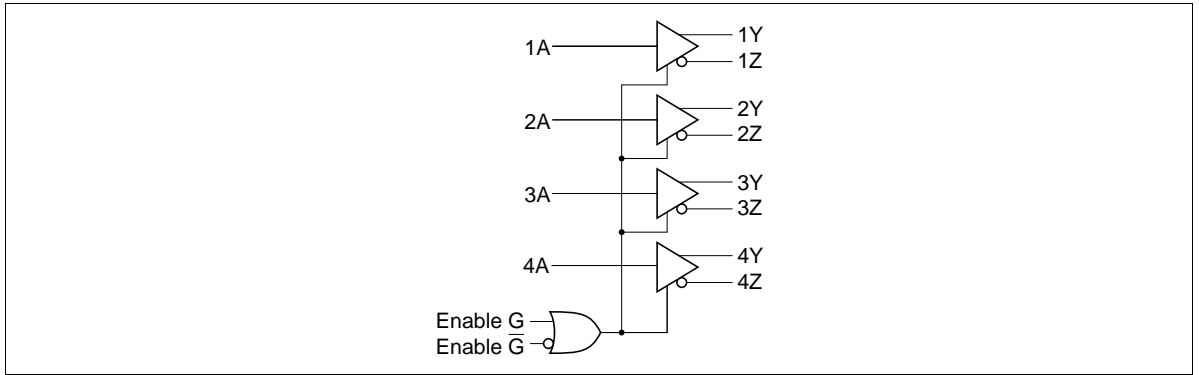 1A
1Y
1Z
2A
2Y
2Z
3A
3Y
3Z
4A
4Y
4Z
Enable G
Enable G̅